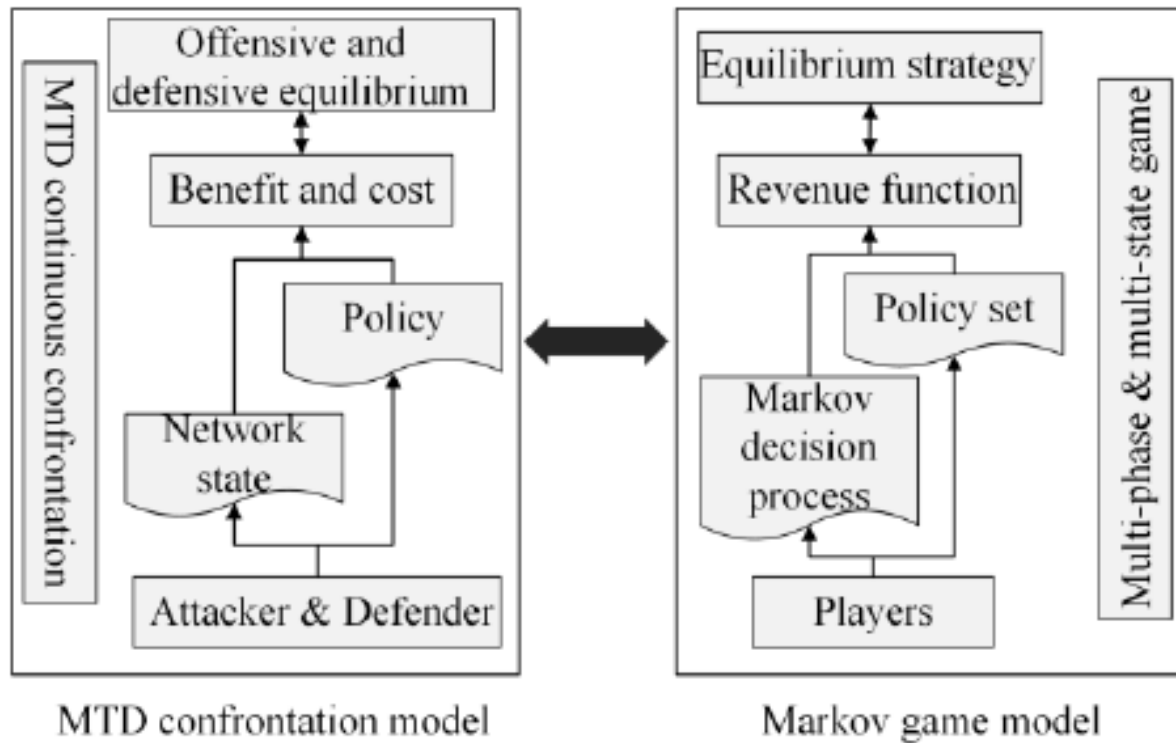 MTD continuous confrontation
Offensive and
defensive equilibrium
Benefit and cost
Policy
Network
state
Attacker & Defender
MTD confrontation model
Equilibrium strategy
Revenue function
Policy set
Markov
decision
process
Players
Multi-phase & multi-state game
Markov game model